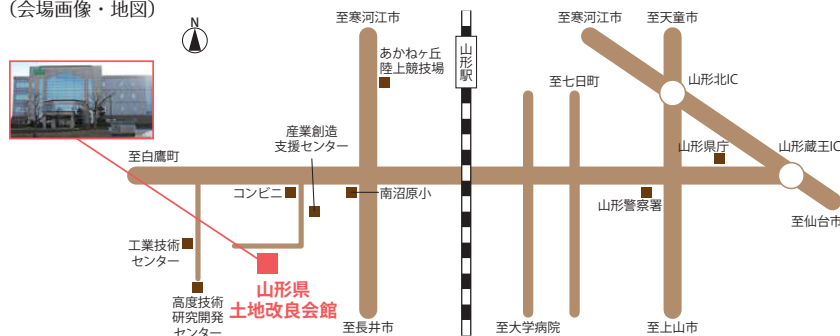 （会場画像・地図）
N
至寒河江市
至寒河江市
至天童市
山形駅
あかねヶ丘
陸上競技場
至七日町
山形北IC
産業創造
支援センター
至白鷹町
山形県庁
山形蔵王IC
コンビニ
南沼原小
山形警察署
至仙台市
工業技術
センター
山形県
土地改良会館
高度技術
研究開発
センター
至長井市
至大学病院
至上山市